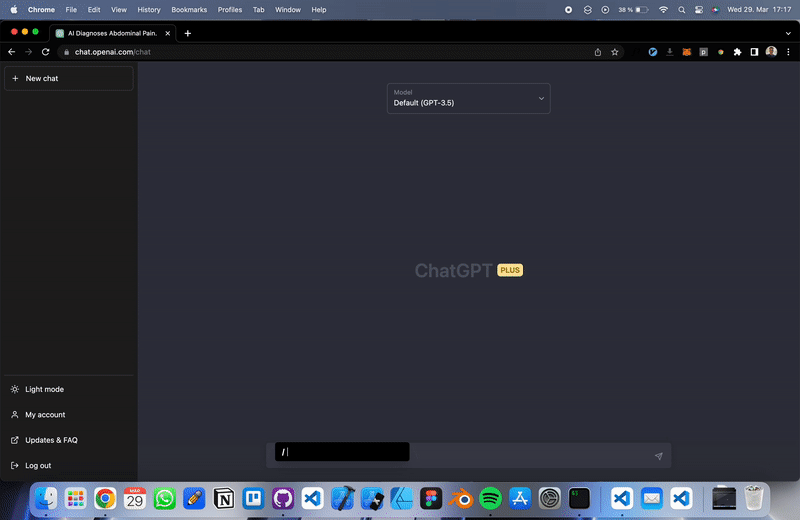 Chrome File Edit View History Bookmarks Profiles Tab Window Help 38 % Wed 29. Mar 17:17
AI Diagnoses Abdominal Pain.
chat.openai.com/chat
New chat
Model
Default (GPT-3.5)
ChatGPT PLUS
Light mode
My account
Updates & FAQ
Log out
/
MAR
29